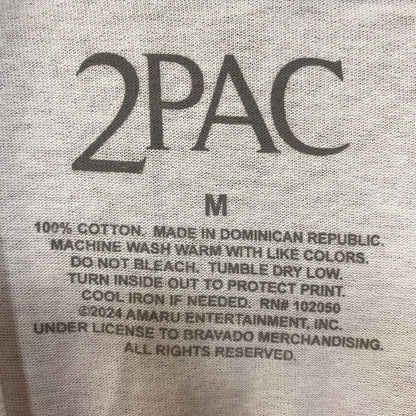 2PAC
M
100% COTTON. MADE IN DOMINICAN REPUBLIC.
MACHINE WASH WARM WITH LIKE COLORS.
DO NOT BLEACH. TUMBLE DRY LOW.
TURN INSIDE OUT TO PROTECT PRINT.
COOL IRON IF NEEDED. RN# 102050
©2024 AMARU ENTERTAINMENT, INC.
UNDER LICENSE TO BRAVADO MERCHANDISING.
ALL RIGHTS RESERVED.